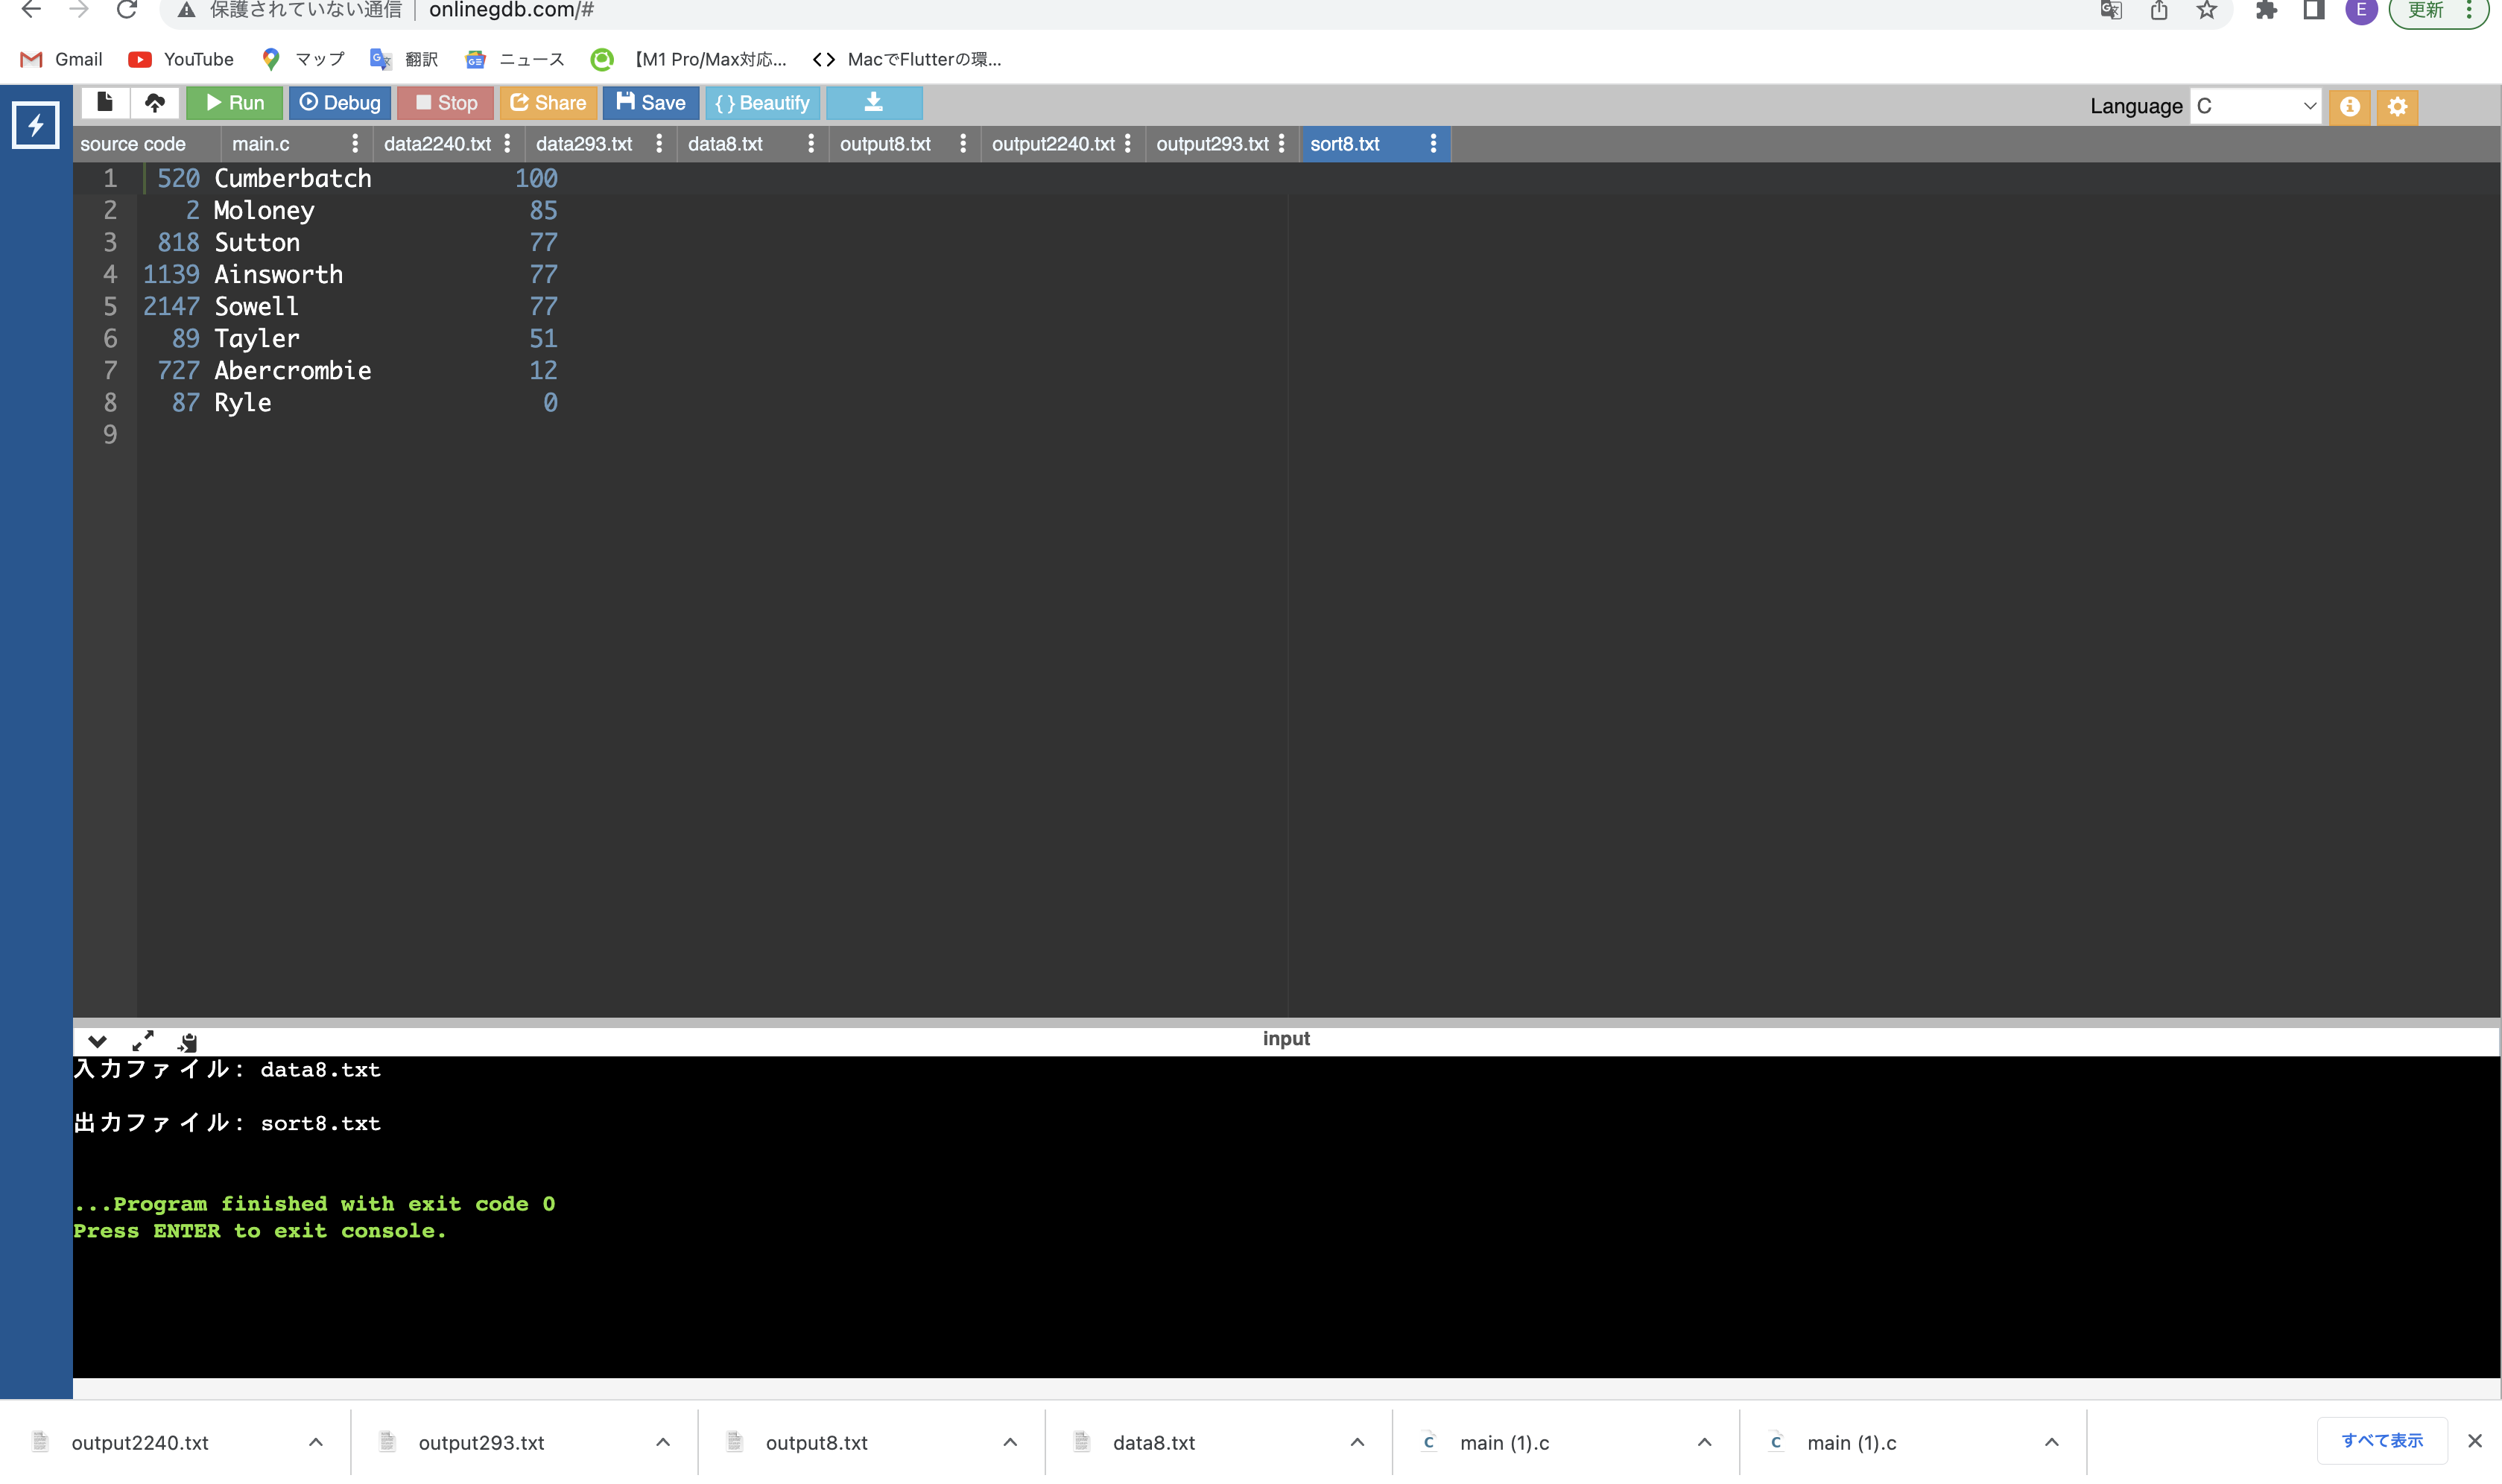 保護されていない通信 | onlinegdb.com/# E 更新
Gmail YouTube マップ 翻訳 ニュース 【M1 Pro/Max対応... MacでFlutterの環...
Run Debug Stop Share Save { } Beautify Language C
source code main.c data2240.txt data293.txt data8.txt output8.txt output2240.txt output293.txt sort8.txt
1 520 Cumberbatch 100
2 2 Moloney 85
3 818 Sutton 77
4 1139 Ainsworth 77
5 2147 Sowell 77
6 89 Tayler 51
7 727 Abercrombie 12
8 87 Ryle 0
9
input
入力ファイル: data8.txt
出力ファイル: sort8.txt
...Program finished with exit code 0
Press ENTER to exit console.
output2240.txt output293.txt output8.txt data8.txt C main (1).c C main (1).c すべて表示